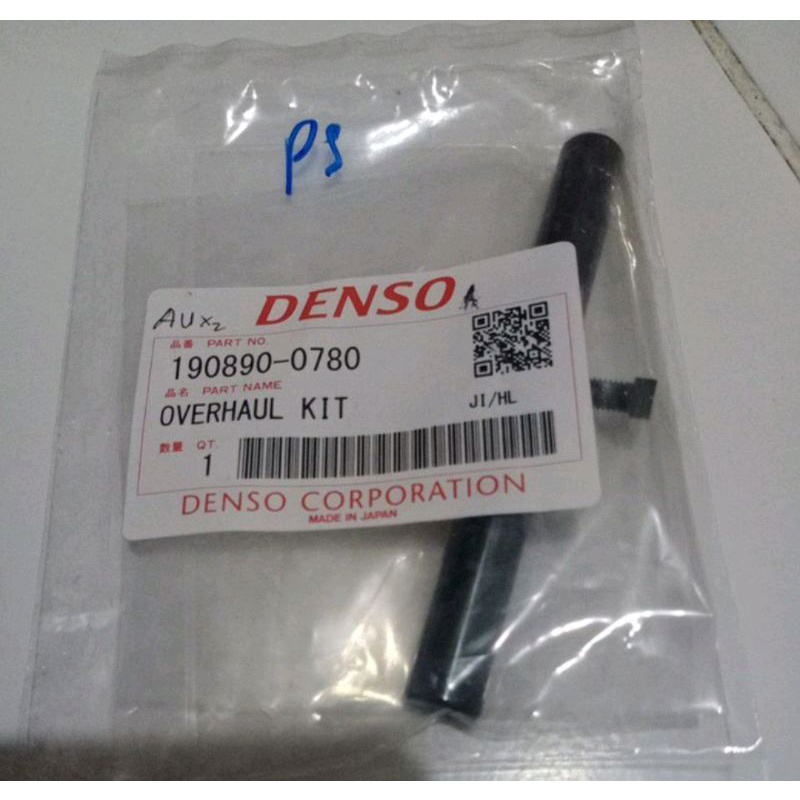 PS
AUX2
DENSO
品番 PART NO.
190890-0780
品名 PART NAME
OVERHAUL KIT
JI/HL
数量 QT.
1
DENSO CORPORATION
MADE IN JAPAN